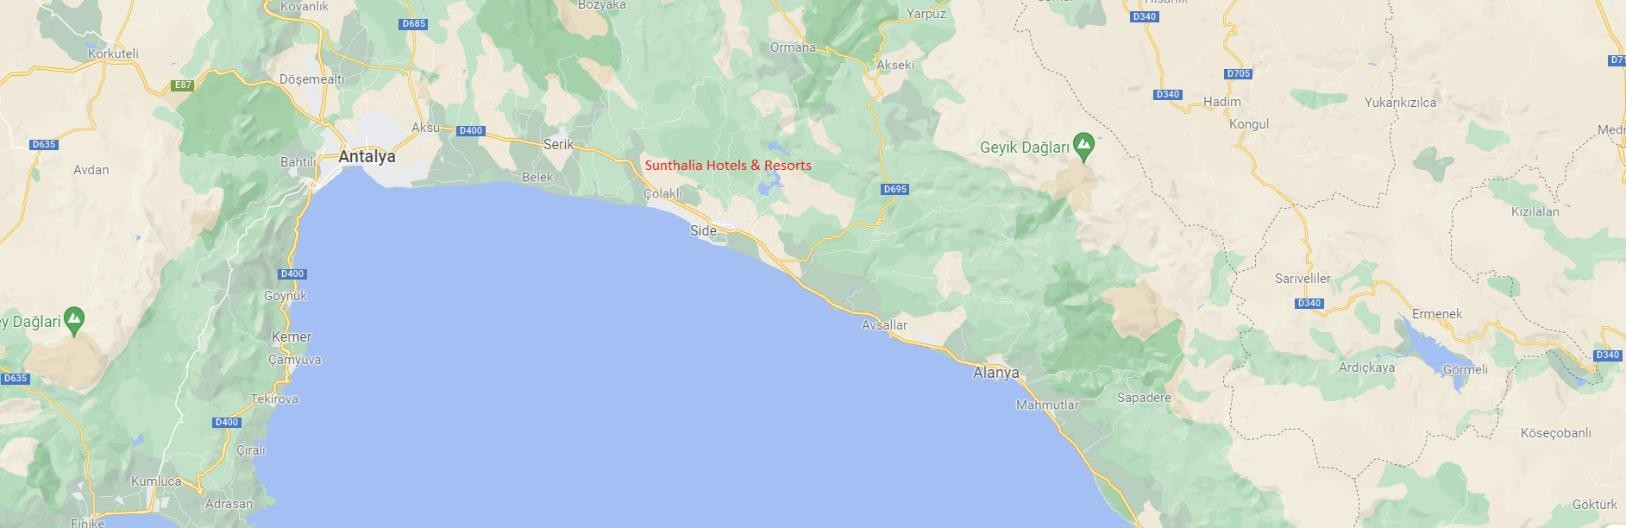 Kovanlık
D685
Bozyaka
Yarpuz
D340
Korkuteli
Ormana
Akseki
D705
E87
Döşemealtı
D340
Hadim
Yukarıkızılca
Aksu
D400
Kongul
D635
Antalya
Serik
Geyik Dağları
Bahtılı
Sunthalia Hotels & Resorts
Avdan
Belek
D695
Çolaklı
Kızılalan
Side
D400
Sarıveliler
Göynük
D340
Ermenek
Avsallar
Kemer
D340
Çamyuva
Ardıçkaya
Görmeli
D635
Alanya
Tekirova
Mahmutlar
Sapadere
D400
Köseçobanlı
Çıralı
Kumluca
Adrasan
Göktürk
Finike